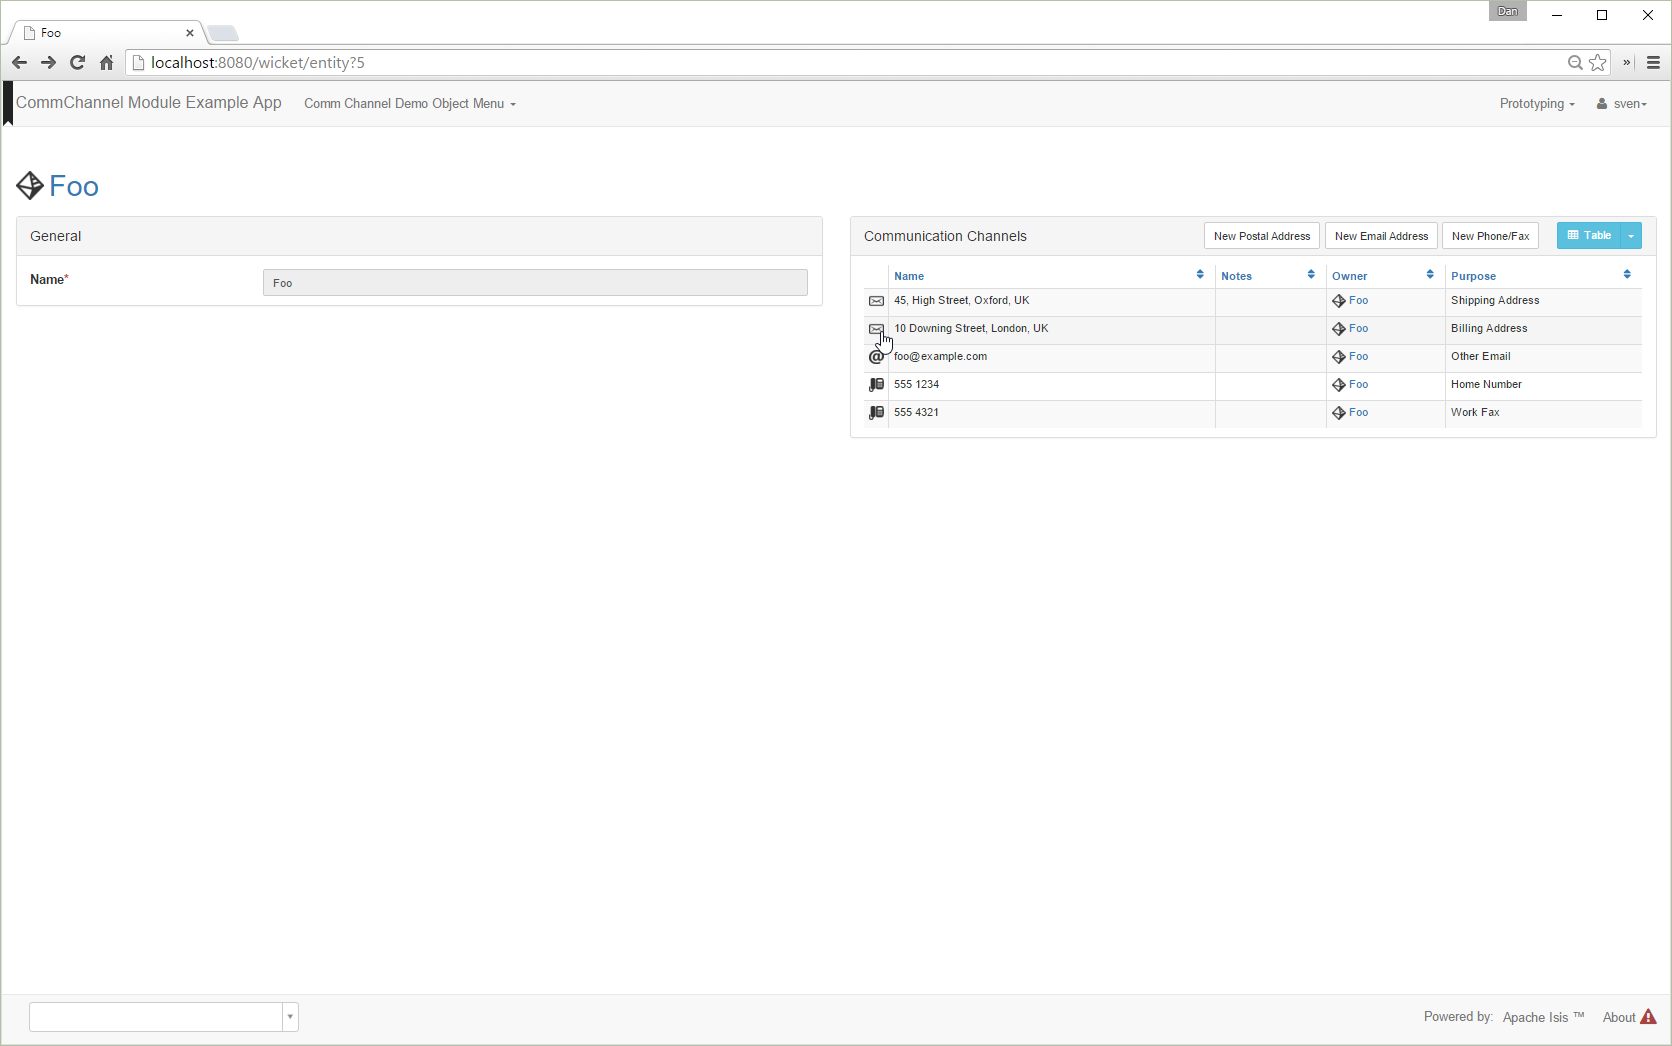 Dan
Foo
localhost:8080/wicket/entity?5
CommChannel Module Example App Comm Channel Demo Object Menu Prototyping sven
Foo
General
Name*
Foo
Communication Channels New Postal Address New Email Address New Phone/Fax Table
Name Notes Owner Purpose
45, High Street, Oxford, UK Foo Shipping Address
10 Downing Street, London, UK Foo Billing Address
foo@example.com Foo Other Email
555 1234 Foo Home Number
555 4321 Foo Work Fax
Powered by: Apache Isis ™ About